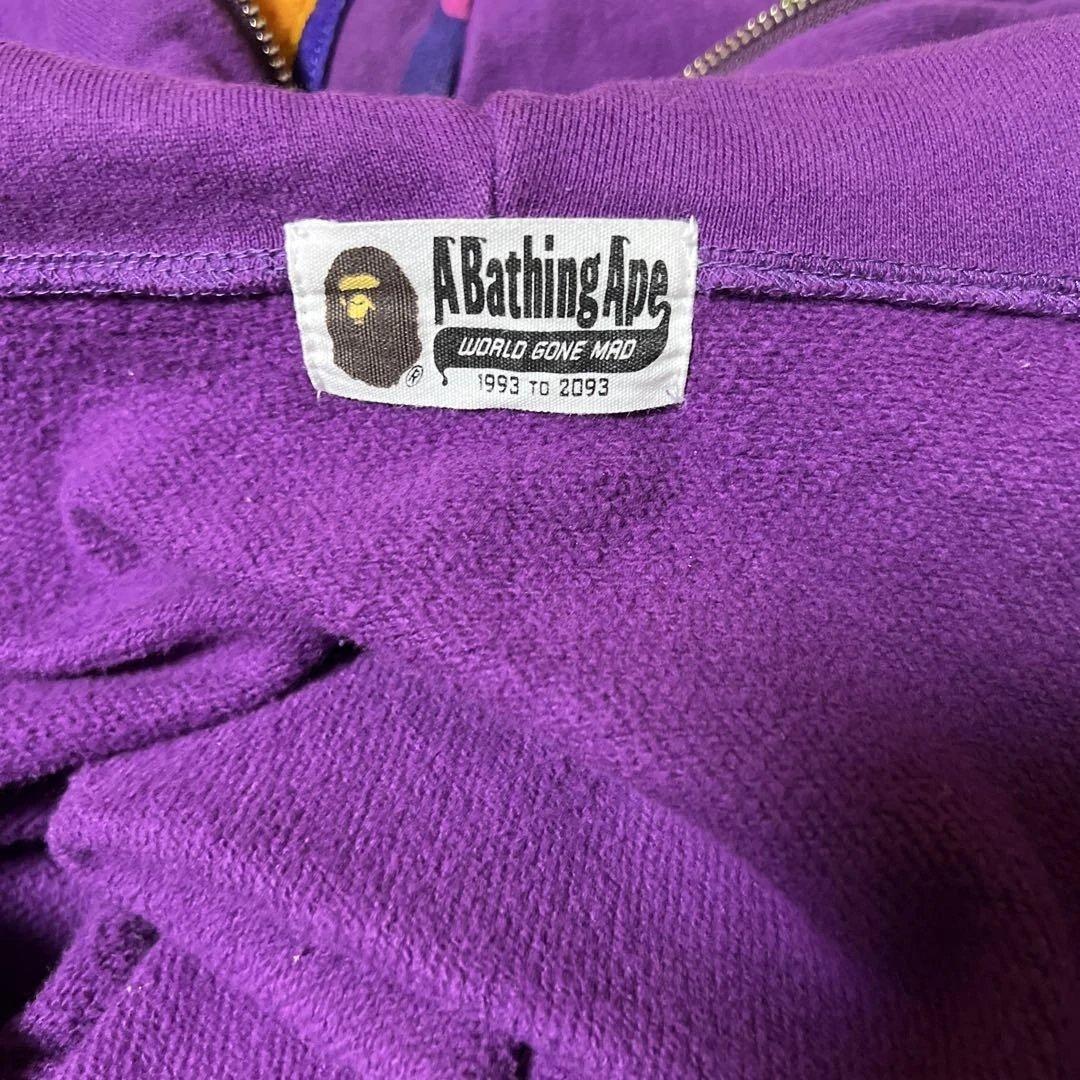 A Bathing Ape
WORLD GONE MAD
1993 TO 2093
®